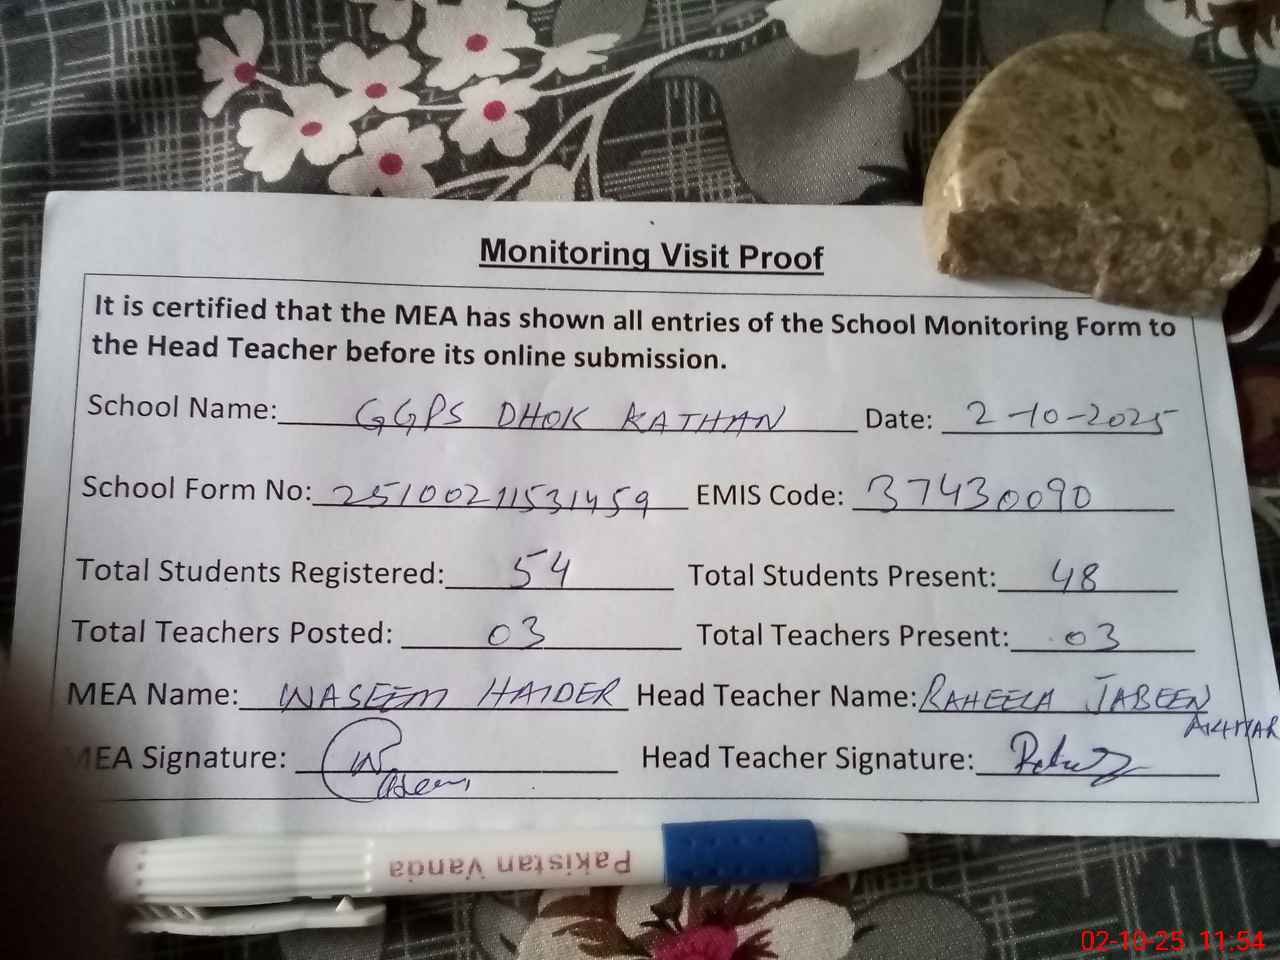 Monitoring Visit Proof
It is certified that the MEA has shown all entries of the School Monitoring Form to
the Head Teacher before its online submission.
School Name: GGPS DHOK KATHAN Date: 2-10-2025
School Form No: 25100211531459 EMIS Code: 37430090
Total Students Registered: 54 Total Students Present: 48
Total Teachers Posted: 03 Total Teachers Present: 03
MEA Name: WASEEM HAIDER Head Teacher Name: RAHEELA JABEEN
AKHTAR
MEA Signature: Waseem Head Teacher Signature:
Pakistan Vanda
02-10-25 11:54